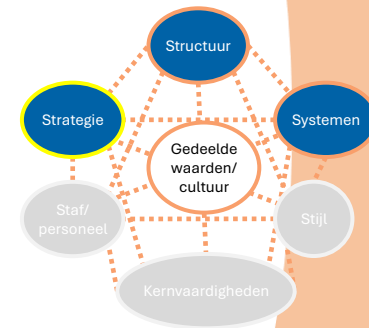 Structuur
Strategie
Systemen
Gedeelde
waarden/
cultuur
Staf/
personeel
Stijl
Kernvaardigheden